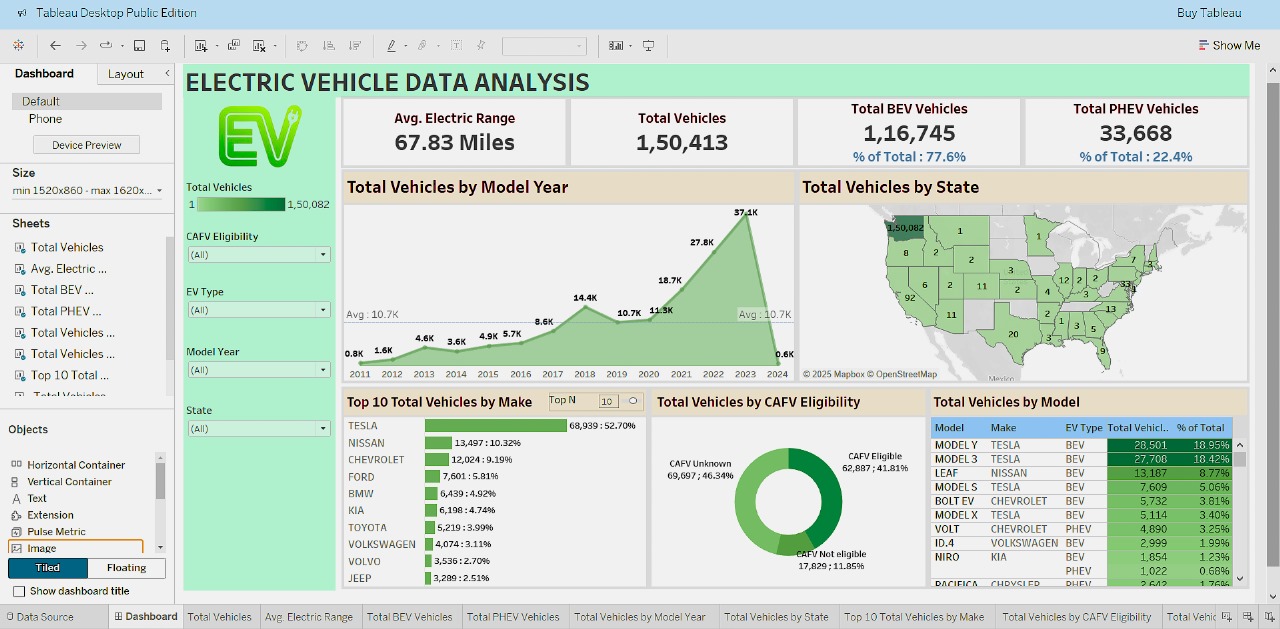 Tableau Desktop Public Edition
Buy Tableau
Show Me
Dashboard
Layout
Default
Phone
Device Preview
Size
min 1520x860 - max 1620x...
Sheets
Total Vehicles
Avg. Electric ...
Total BEV ...
Total PHEV ...
Total Vehicles ...
Total Vehicles ...
Top 10 Total ...
Total Vehicles
Objects
Horizontal Container
Vertical Container
Text
Extension
Pulse Metric
Image
Tiled
Floating
Show dashboard title
ELECTRIC VEHICLE DATA ANALYSIS
EV
Total Vehicles
1
1,50,082
CAFV Eligibility
(All)
EV Type
(All)
Model Year
(All)
State
(All)
Avg. Electric Range
67.83 Miles
Total Vehicles
1,50,413
Total BEV Vehicles
1,16,745
% of Total : 77.6%
Total PHEV Vehicles
33,668
% of Total : 22.4%
Total Vehicles by Model Year
37.1K
27.8K
18.7K
14.4K
Avg : 10.7K
8.6K
10.7K
11.3K
Avg : 10.7K
0.8K
1.6K
4.6K
3.6K
4.9K
5.7K
0.6K
2011 2012 2013 2014 2015 2016 2017 2018 2019 2020 2021 2022 2023 2024
Total Vehicles by State
1,50,082 1 1
8 2 2 3 7 3
6 2 11 2 4 12 2 2 33
92 11 2 3 13
20 3 1 3 5 9
© 2025 Mapbox © OpenStreetMap
Mexico
Top 10 Total Vehicles by Make
Top N
10
TESLA 68,939 : 52.70%
NISSAN 13,497 : 10.32%
CHEVROLET 12,024 : 9.19%
FORD 7,601 : 5.81%
BMW 6,439 : 4.92%
KIA 6,198 : 4.74%
TOYOTA 5,219 : 3.99%
VOLKSWAGEN 4,074 : 3.11%
VOLVO 3,536 : 2.70%
JEEP 3,289 : 2.51%
Total Vehicles by CAFV Eligibility
CAFV Unknown
69,697 ; 46.34%
CAFV Eligible
62,887 ; 41.81%
CAFV Not eligible
17,829 ; 11.85%
Total Vehicles by Model
Model Make EV Type Total Vehicl.. % of Total
MODEL Y TESLA BEV 28,501 18.95%
MODEL 3 TESLA BEV 27,708 18.42%
LEAF NISSAN BEV 13,187 8.77%
MODEL S TESLA BEV 7,609 5.06%
BOLT EV CHEVROLET BEV 5,732 3.81%
MODEL X TESLA BEV 5,114 3.40%
VOLT CHEVROLET PHEV 4,890 3.25%
ID.4 VOLKSWAGEN BEV 2,999 1.99%
NIRO KIA BEV 1,854 1.23%
PHEV 1,022 0.68%
PACIFICA CHRYSLER PHEV 2,642 1.76%
Data Source
Dashboard
Total Vehicles
Avg. Electric Range
Total BEV Vehicles
Total PHEV Vehicles
Total Vehicles by Model Year
Total Vehicles by State
Top 10 Total Vehicles by Make
Total Vehicles by CAFV Eligibility
Total Vehic